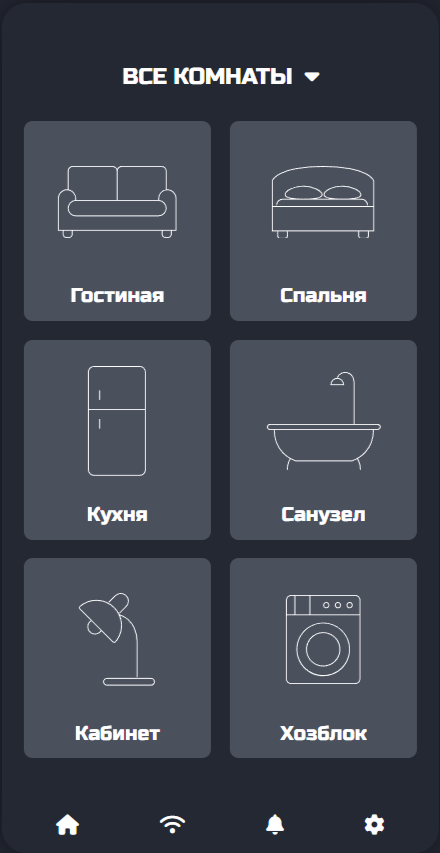 ВСЕ КОМНАТЫ
Гостиная
Спальня
Кухня
Санузел
Кабинет
Хозблок